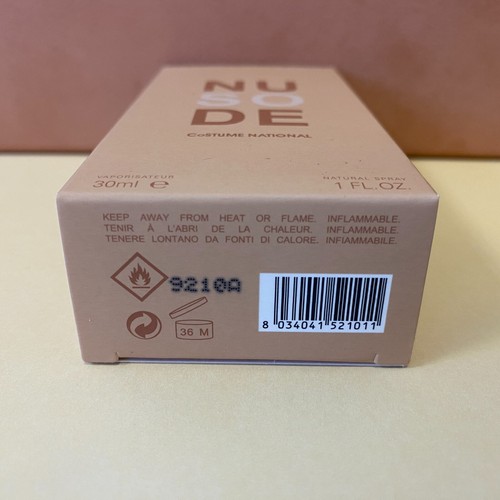 NU
SO
DE
CoSTUME NATIONAL
VAPORISATEUR
NATURAL SPRAY
30ml e
1 FL.OZ.
KEEP AWAY FROM HEAT OR FLAME. INFLAMMABLE.
TENIR À L'ABRI DE LA CHALEUR. INFLAMMABLE.
TENERE LONTANO DA FONTI DI CALORE. INFIAMMABILE.
9210A
36 M
8 034041 521011